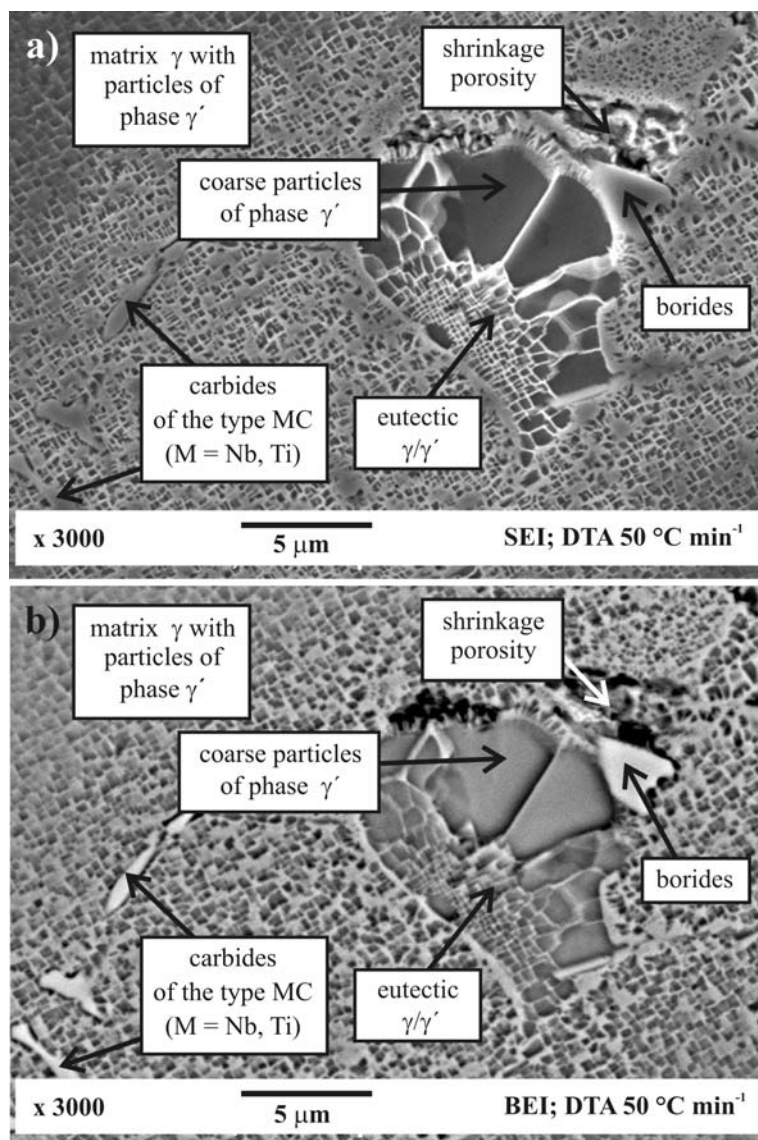 a)
matrix γ with
particles of
phase γ´
shrinkage
porosity
coarse particles
of phase γ´
borides
carbides
of the type MC
(M = Nb, Ti)
eutectic
γ/γ´
x 3000
5 μm
SEI; DTA 50 °C min⁻¹
b)
matrix γ with
particles of
phase γ´
shrinkage
porosity
coarse particles
of phase γ´
borides
carbides
of the type MC
(M = Nb, Ti)
eutectic
γ/γ´
x 3000
5 μm
BEI; DTA 50 °C min⁻¹